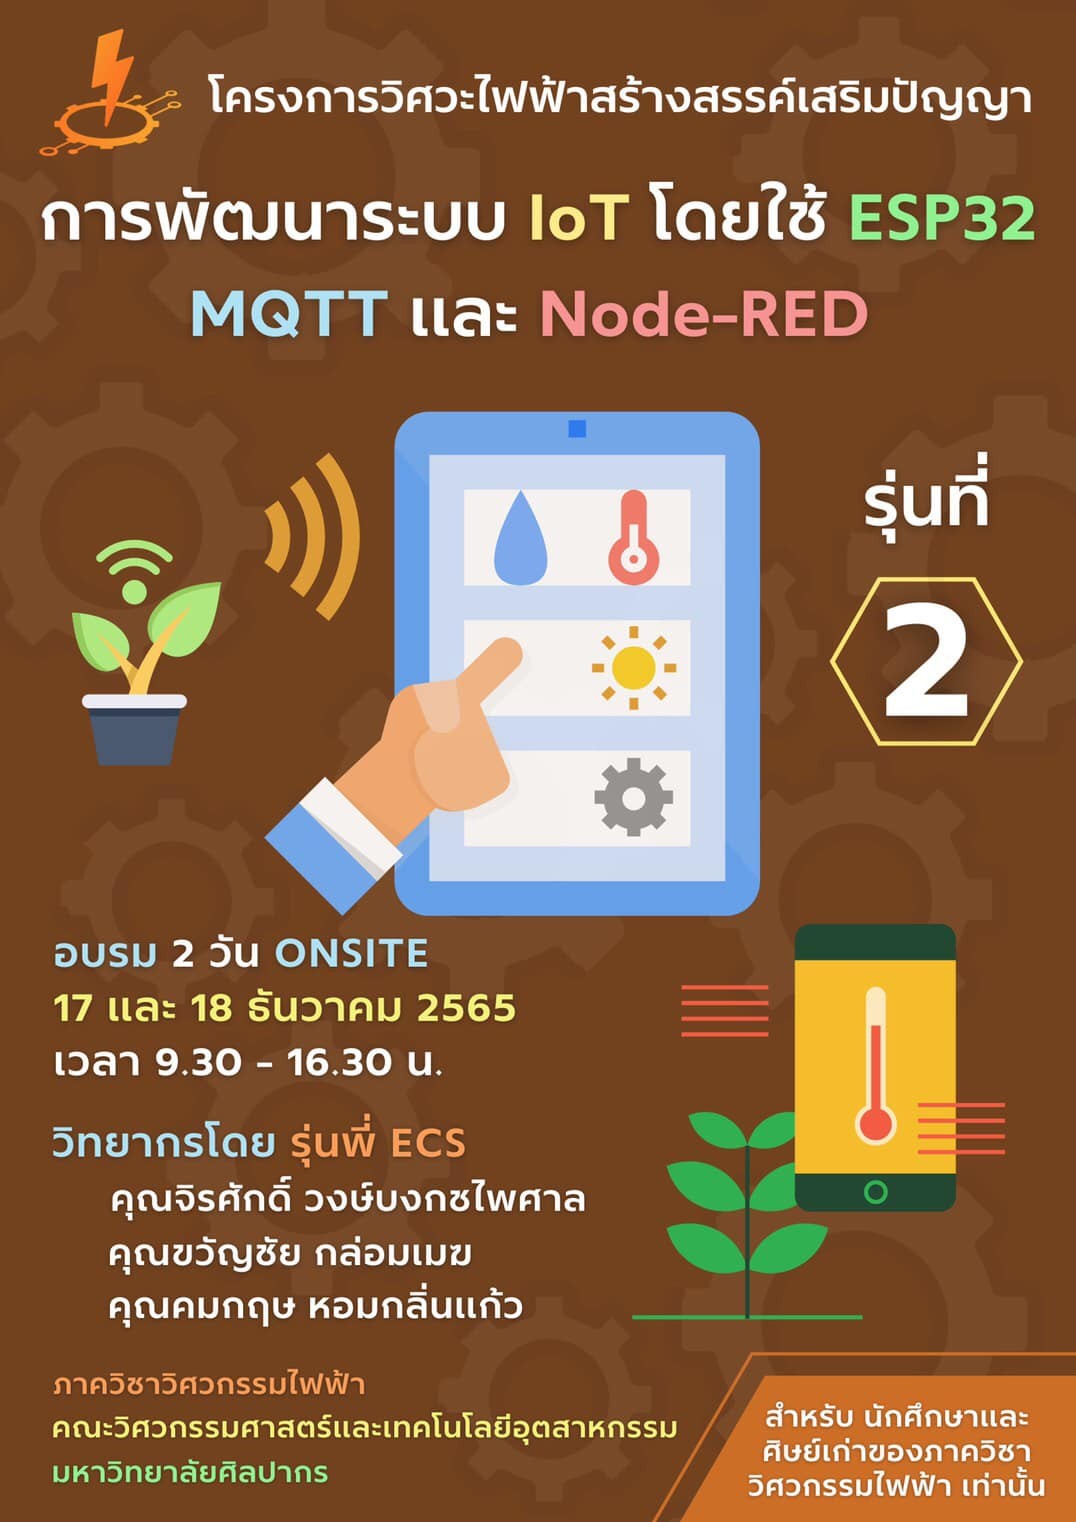 โครงการวิศวะไฟฟ้าสร้างสรรค์เสริมปัญญา
การพัฒนาระบบ IoT โดยใช้ ESP32
MQTT และ Node-RED
รุ่นที่
2
อบรม 2 วัน ONSITE
17 และ 18 ธันวาคม 2565
เวลา 9.30 - 16.30 น.
วิทยากรโดย รุ่นพี่ ECS
คุณจิรศักดิ์ วงษ์บงกชไพศาล
คุณขวัญชัย กล่อมเมฆ
คุณคมกฤษ หอมกลิ่นแก้ว
ภาควิชาวิศวกรรมไฟฟ้า
คณะวิศวกรรมศาสตร์และเทคโนโลยีอุตสาหกรรม
มหาวิทยาลัยศิลปากร
สำหรับ นักศึกษาและ
ศิษย์เก่าของภาควิชา
วิศวกรรมไฟฟ้า เท่านั้น